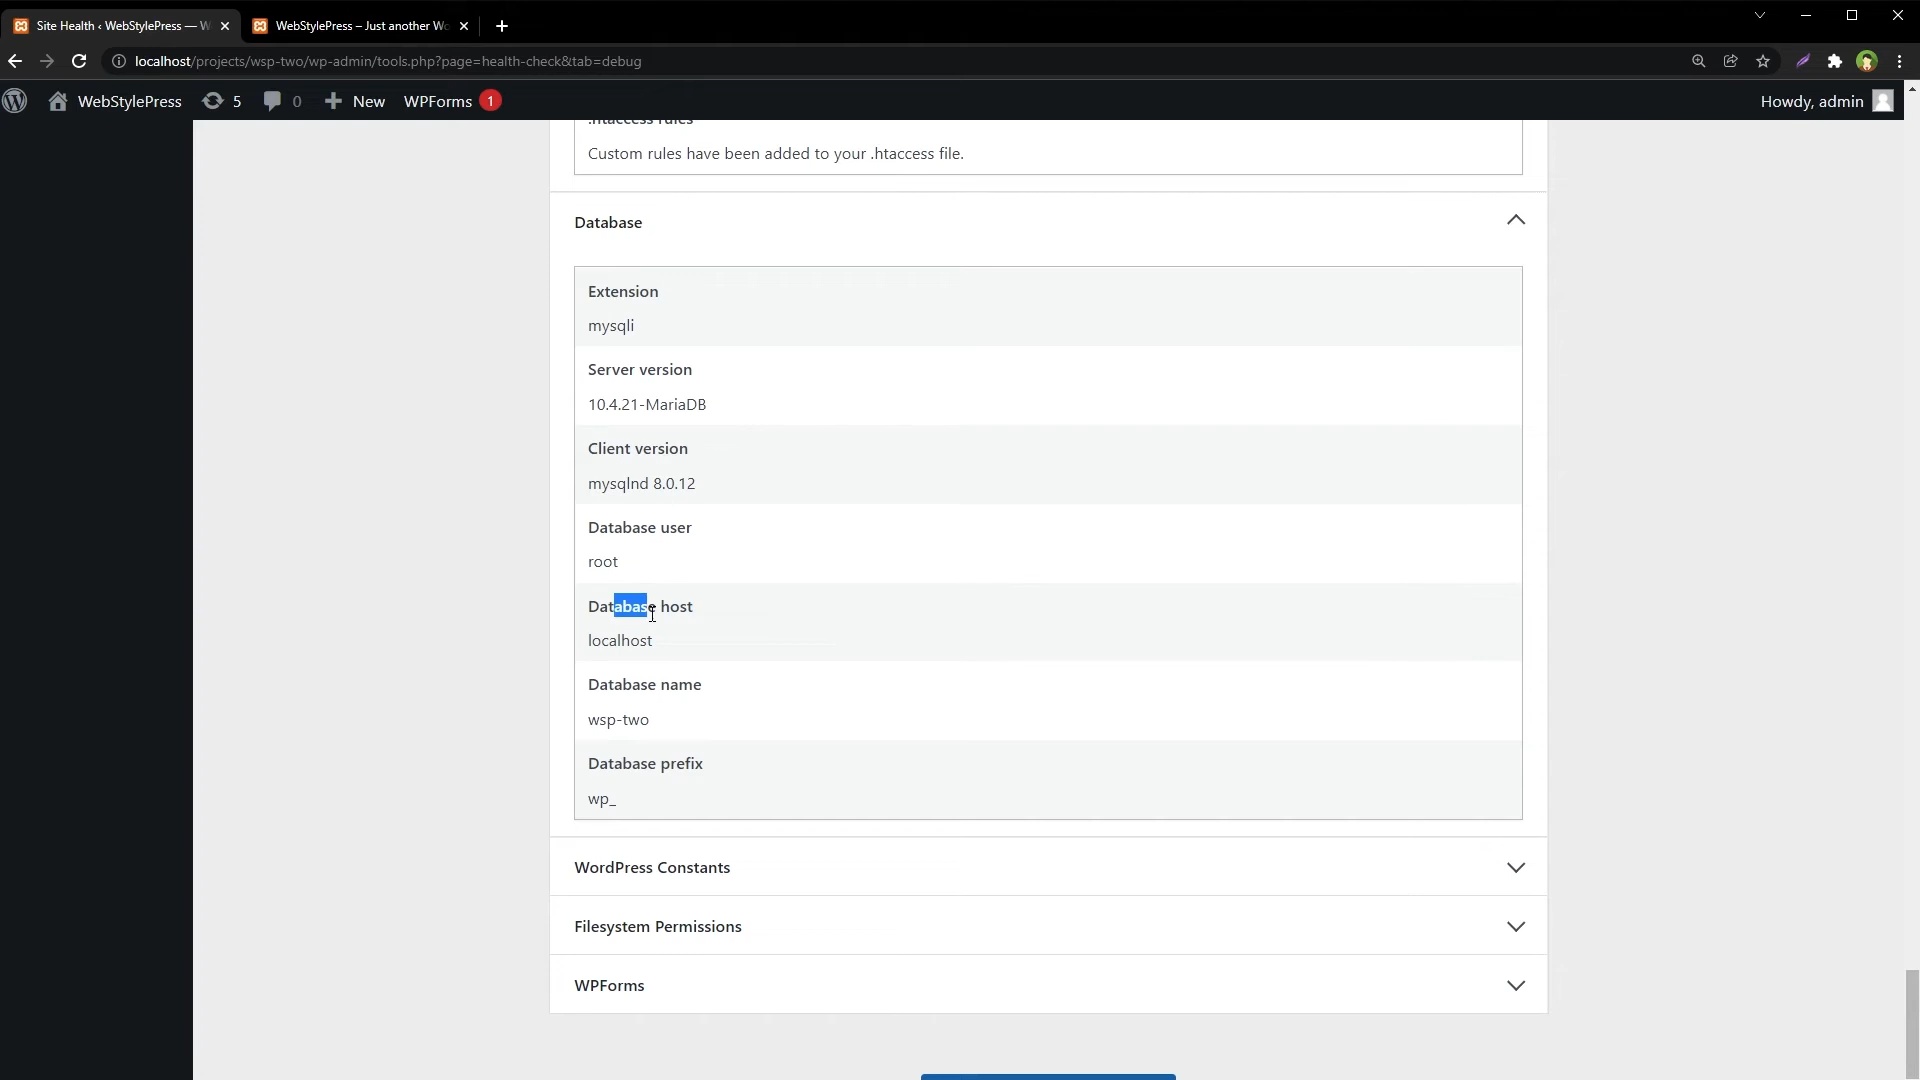 Site Health ‹ WebStylePress — W
WebStylePress – Just another Wo
localhost/projects/wsp-two/wp-admin/tools.php?page=health-check&tab=debug
WebStylePress 5 0 New WPForms 1 Howdy, admin
.htaccess rules
Custom rules have been added to your .htaccess file.
Database
Extension
mysqli
Server version
10.4.21-MariaDB
Client version
mysqlnd 8.0.12
Database user
root
Database host
localhost
Database name
wsp-two
Database prefix
wp_
WordPress Constants
Filesystem Permissions
WPForms